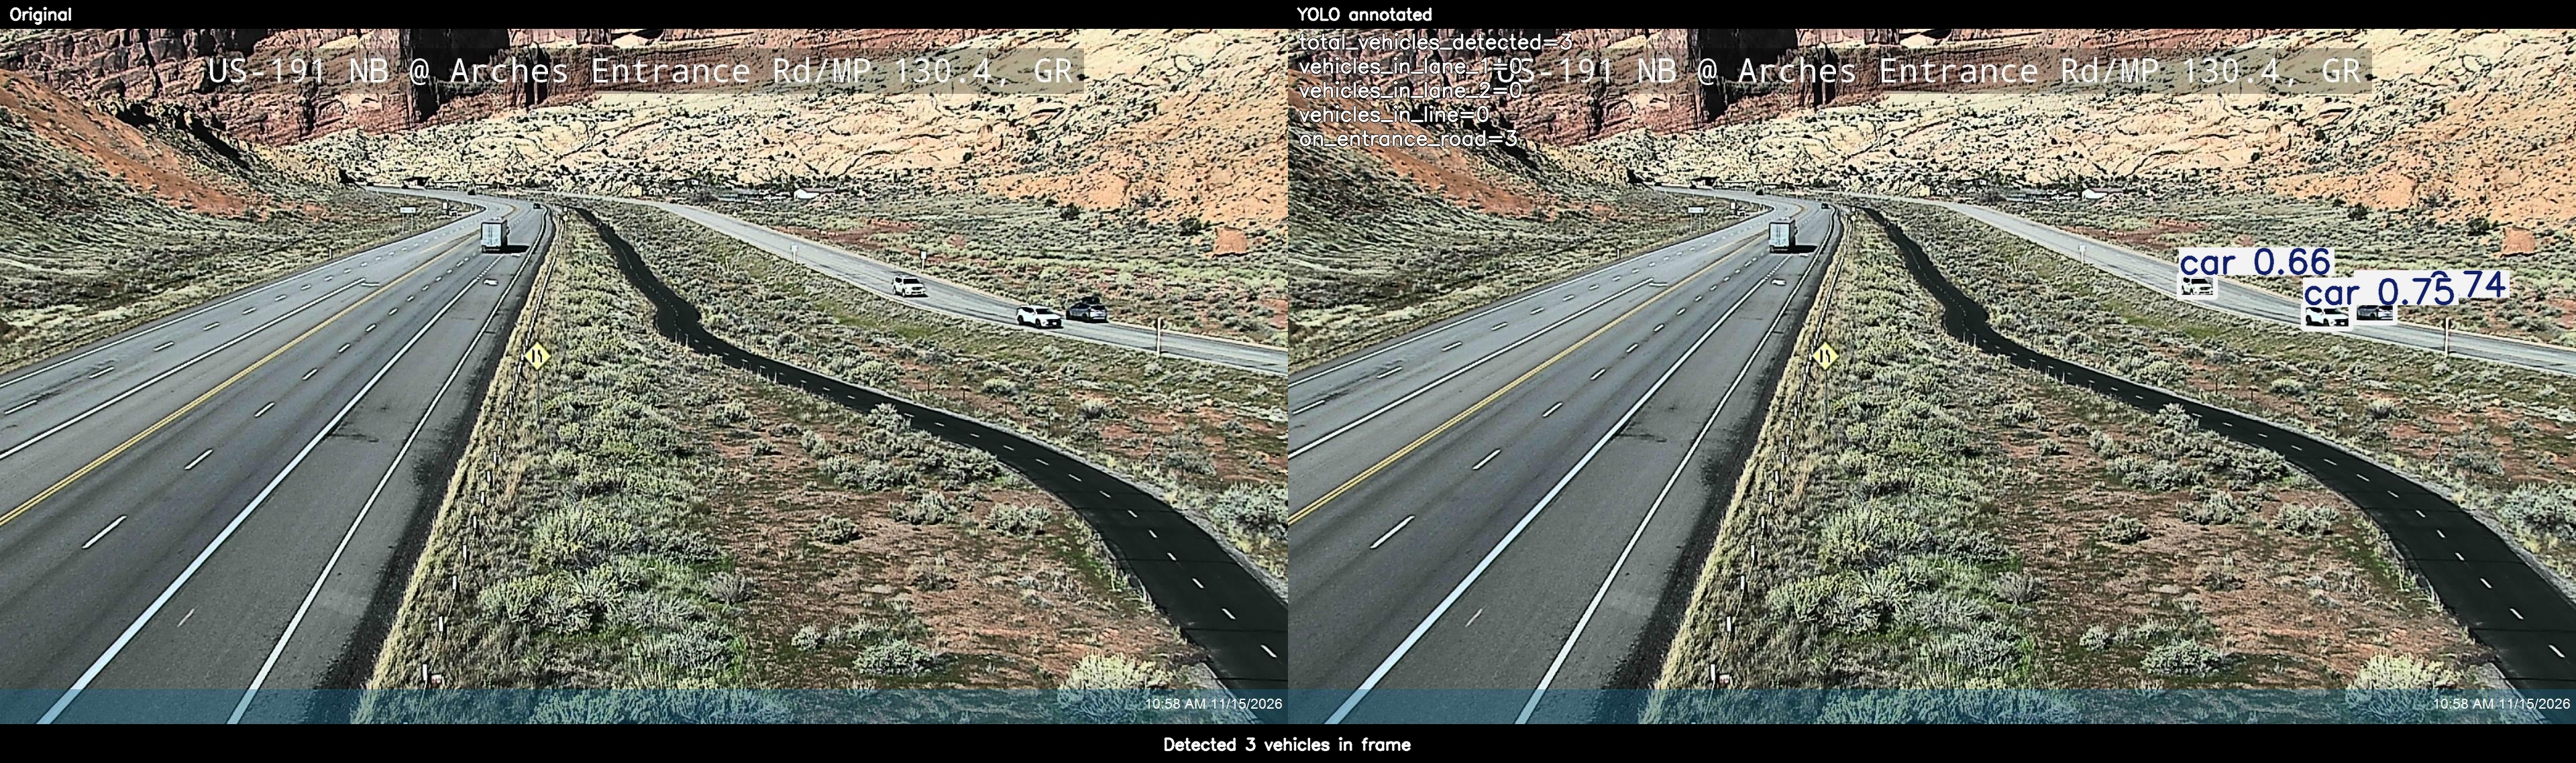 Original
US-191 NB @ Arches Entrance Rd/MP 130.4, GR
10:58 AM 11/15/2026
YOLO annotated
total_vehicles_detected=3
vehicles_in_lane_1=0
US-191 NB @ Arches Entrance Rd/MP 130.4, GR
vehicles_in_lane_2=0
vehicles_in_line=0
on_entrance_road=3
car 0.66
car 0.75
74
10:58 AM 11/15/2026
Detected 3 vehicles in frame